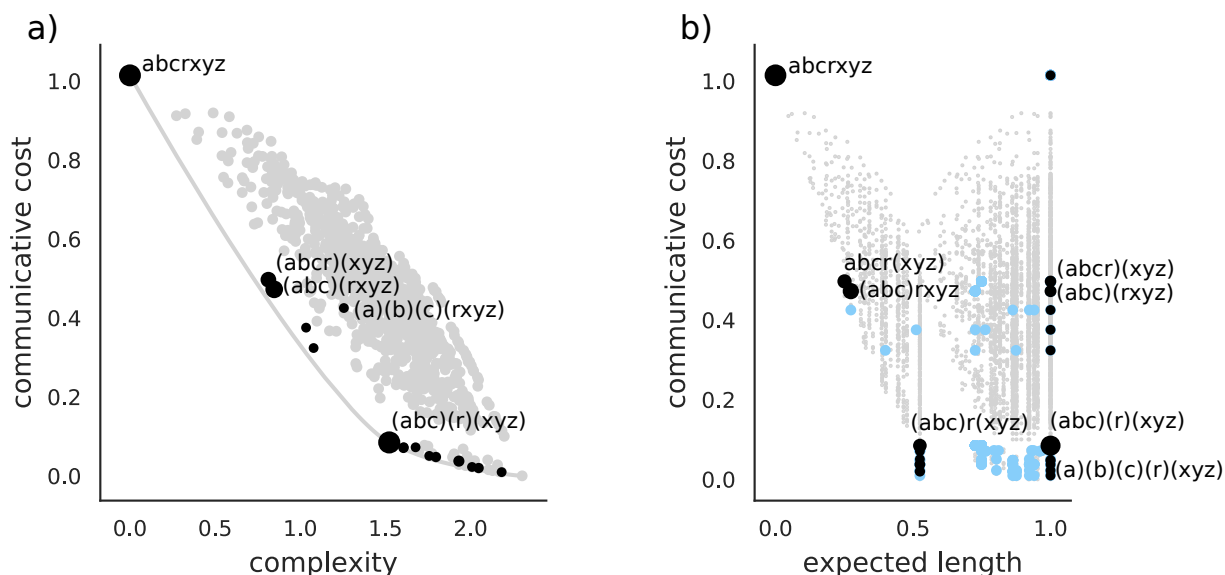 a)
communicative cost
1.0
0.8
0.6
0.4
0.2
0.0
abcrxyz
(abcr)(xyz)
(abc)(rxyz)
(a)(b)(c)(rxyz)
(abc)(r)(xyz)
0.0
0.5
1.0
1.5
2.0
complexity
b)
communicative cost
1.0
0.8
0.6
0.4
0.2
0.0
abcrxyz
abcr(xyz)
(abc)rxyz
(abcr)(xyz)
(abc)(rxyz)
(abc)r(xyz)
(abc)(r)(xyz)
(a)(b)(c)(r)(xyz)
0.0
0.5
1.0
expected length